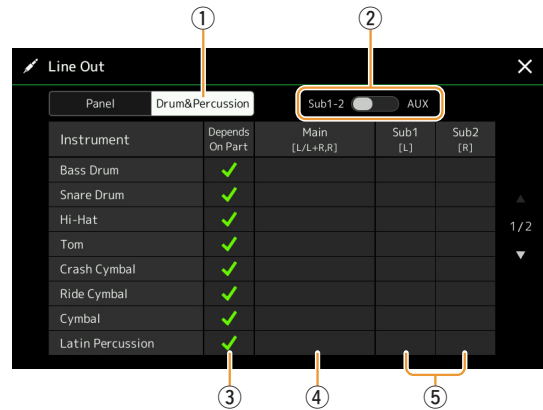 ① ②
Line Out ×
Panel Drum&Percussion Sub1-2 AUX
Instrument Depends On Part Main [L/L+R,R] Sub1 [L] Sub2 [R]
Bass Drum ✓
Snare Drum ✓
Hi-Hat ✓
1/2
Tom ✓
Crash Cymbal ✓
Ride Cymbal ✓
Cymbal ✓
Latin Percussion ✓
③ ④ ⑤